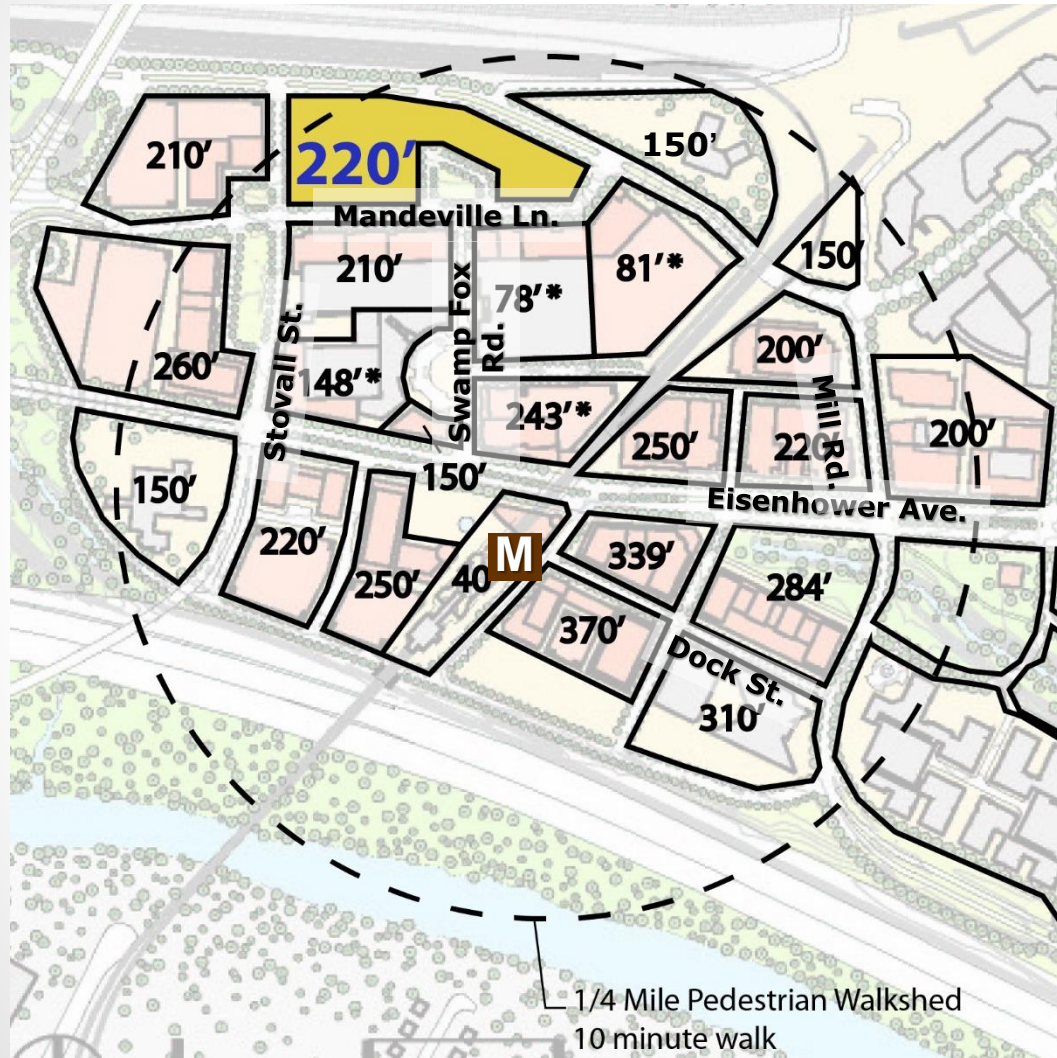 150’
210’
220’
Mandeville Ln.
150’
210’
81’*
78’*
Swamp Fox
Rd.
Stovall St.
200’
260’
148’*
Mill Rd.
243’*
250’
220
200’
150’
150’
Eisenhower Ave.
220’
M
339’
250’
40
284’
370’
Dock St.
310’
1/4 Mile Pedestrian Walkshed
10 minute walk